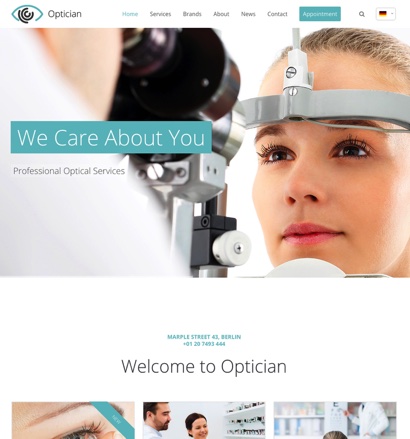 Optician
Home
Services
Brands
About
News
Contact
Appointment
We Care About You
Professional Optical Services
MARPLE STREET 43, BERLIN
+01 20 7493 444
Welcome to Optician
NEW